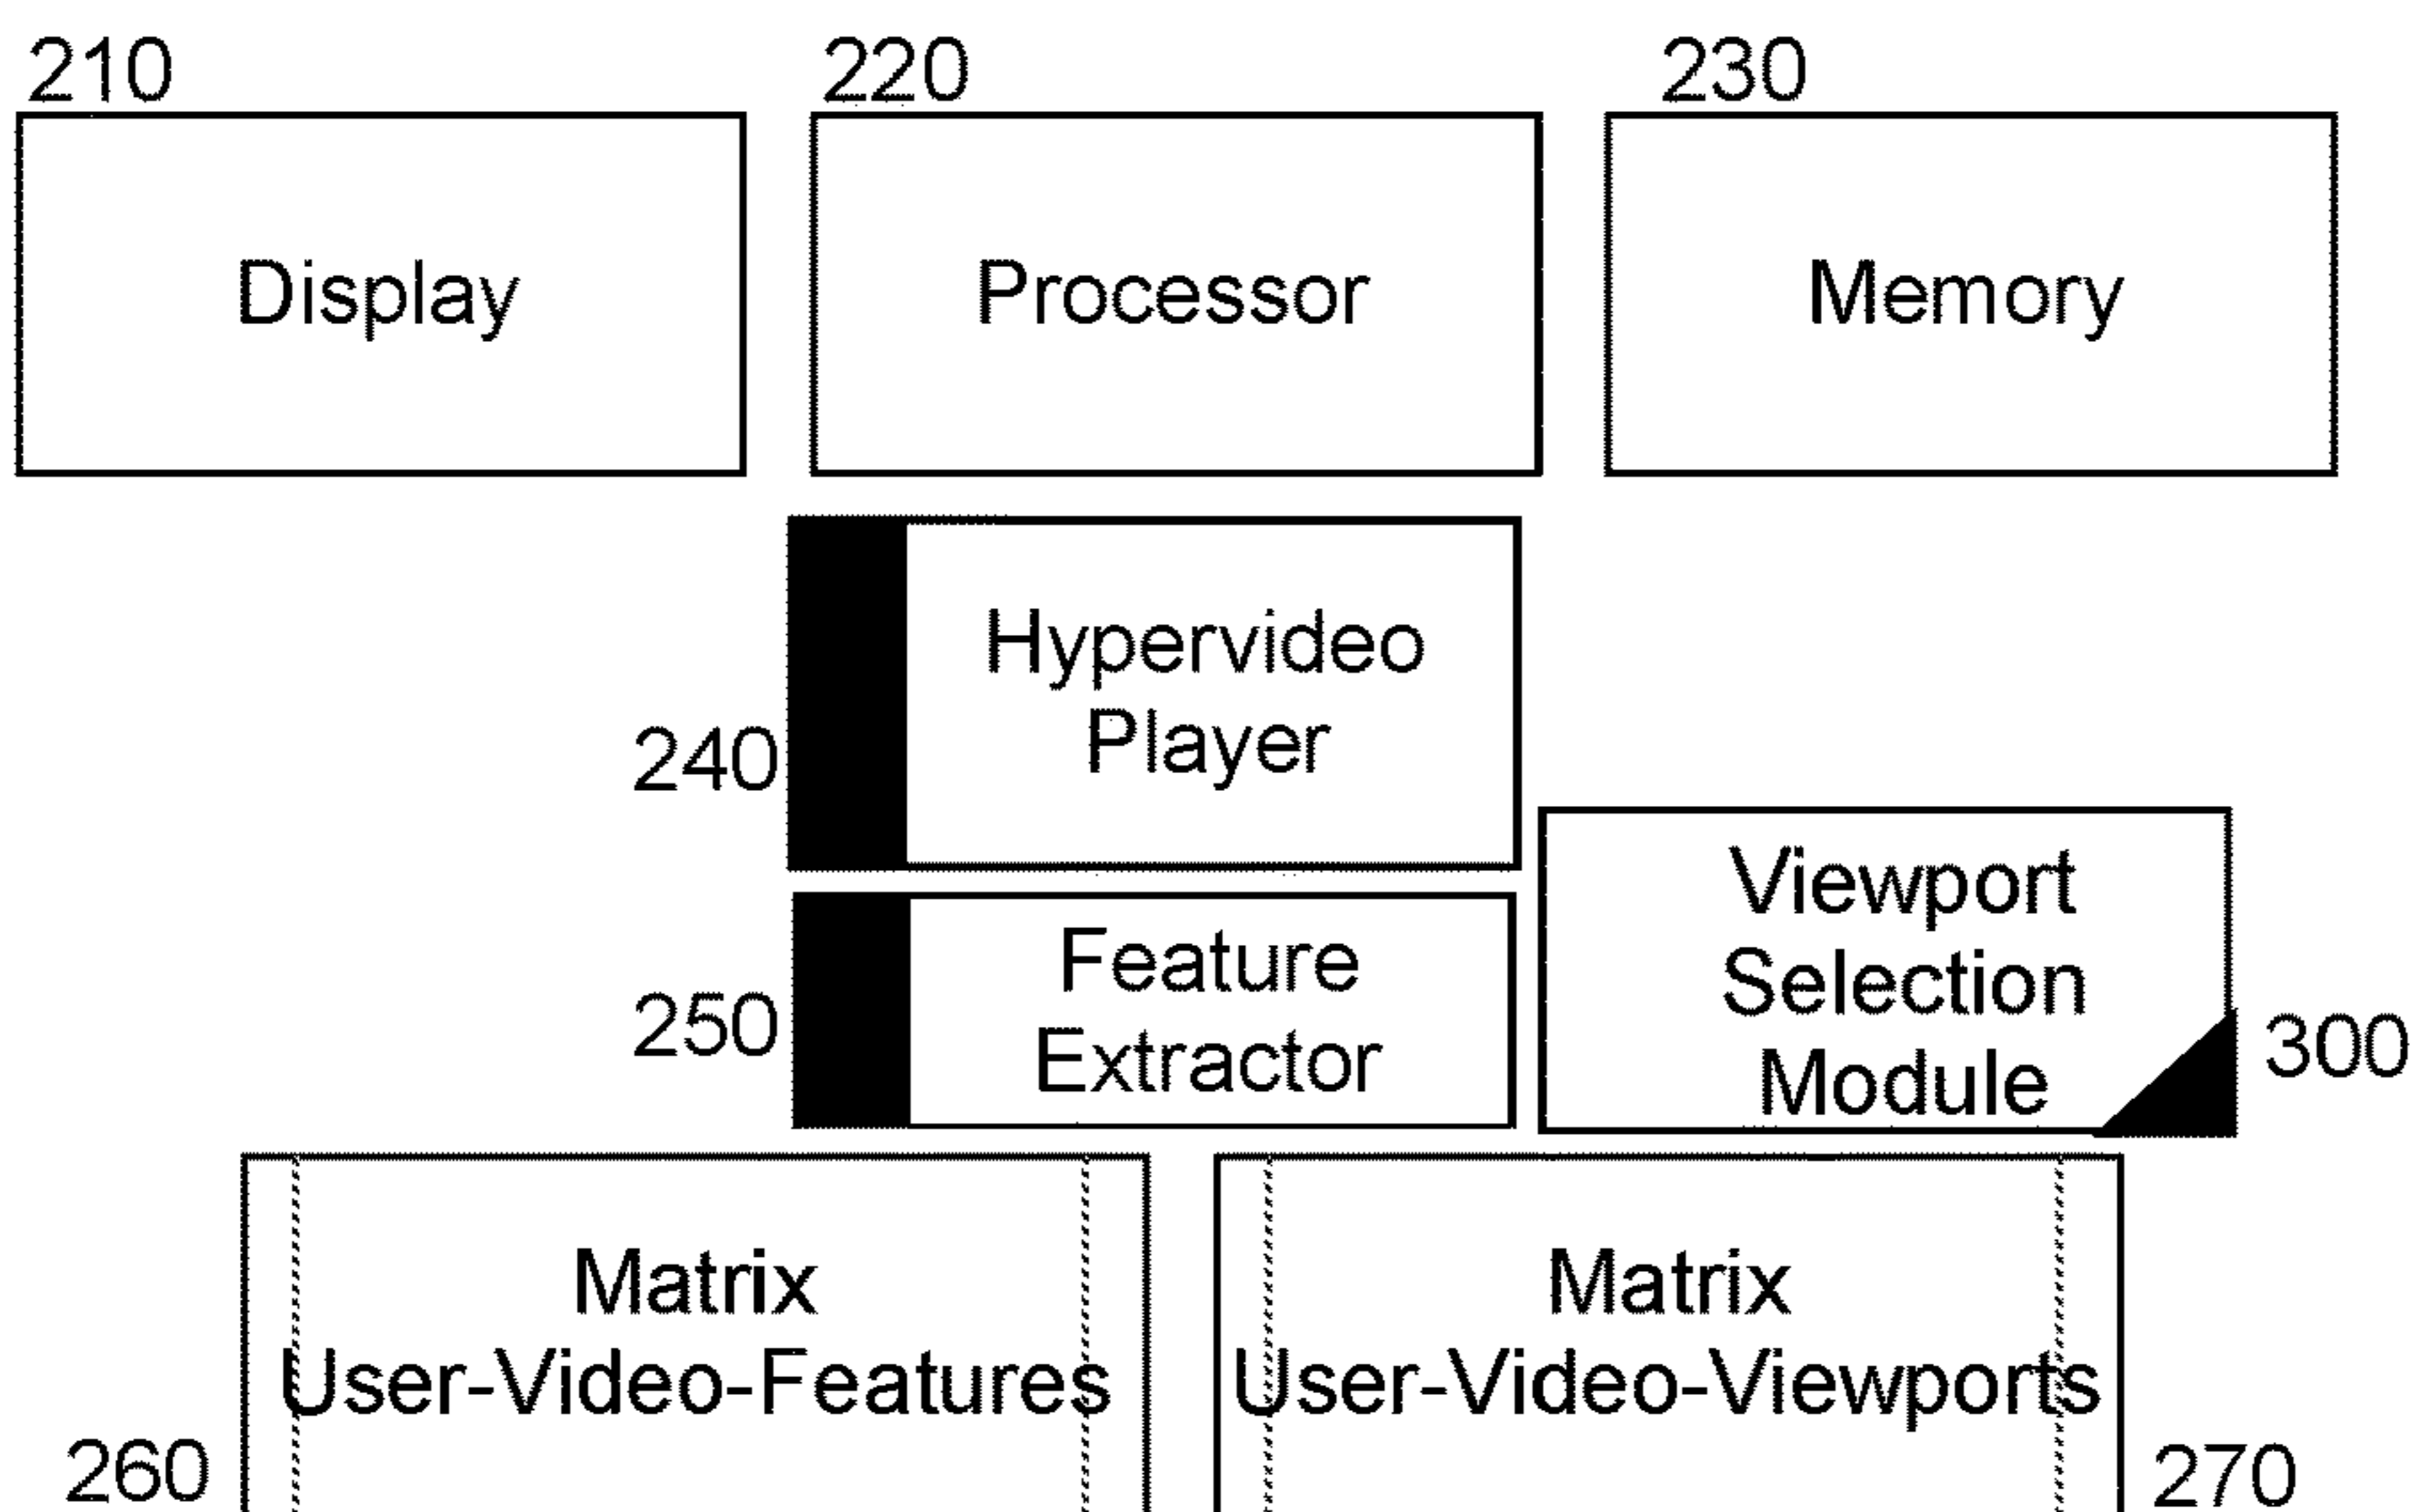 210
220
230
Display
Processor
Memory
Hypervideo
Player
240
Viewport
Selection
Module
300
Feature
Extractor
250
Matrix
User-Video-Features
260
Matrix
User-Video-Viewports
270